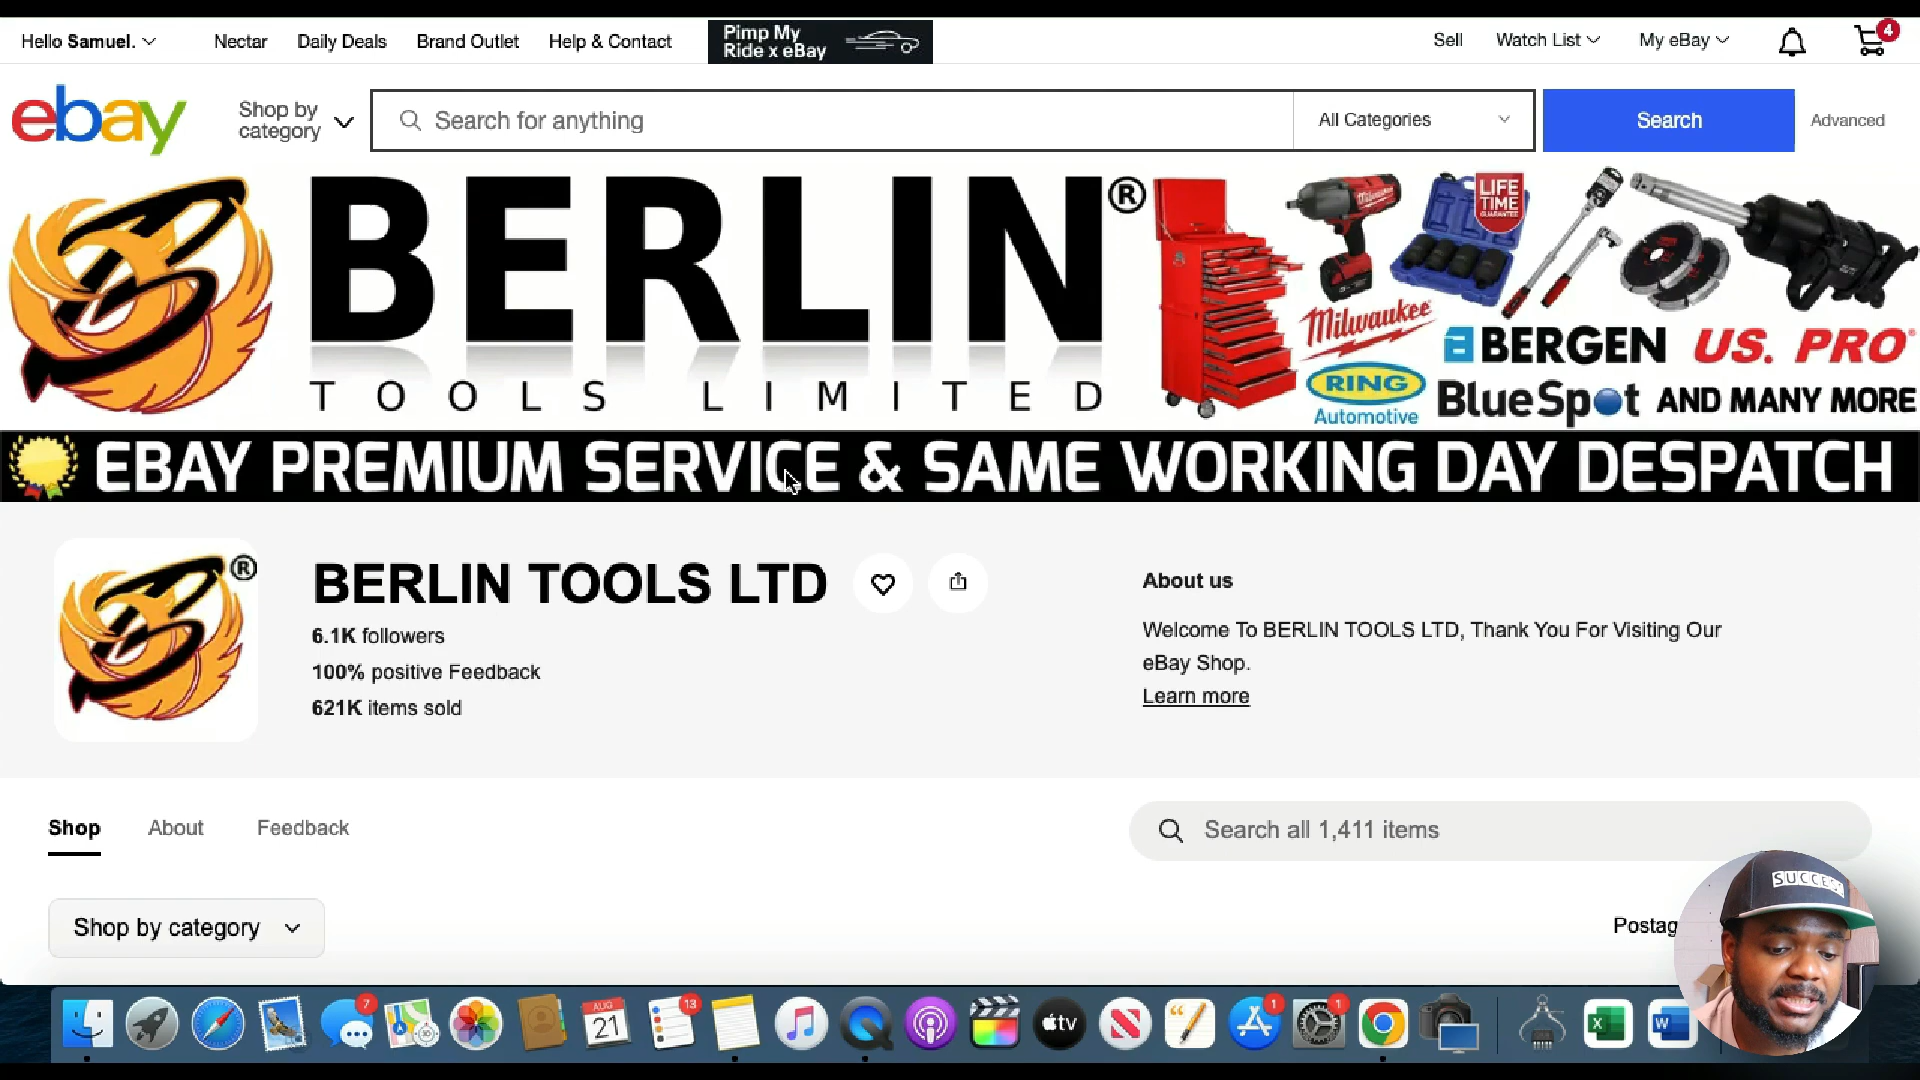 Hello Samuel.
Nectar
Daily Deals
Brand Outlet
Help & Contact
Pimp My
Ride x eBay
Sell
Watch List
My eBay
4
ebay
Shop by
category
Search for anything
All Categories
Search
Advanced
BERLIN®
TOOLS LIMITED
LIFE
TIME
GUARANTEE
Milwaukee
BERGEN
US. PRO
RING
Automotive
BlueSpot
AND MANY MORE
EBAY PREMIUM SERVICE & SAME WORKING DAY DESPATCH
®
BERLIN TOOLS LTD
6.1K followers
100% positive Feedback
621K items sold
About us
Welcome To BERLIN TOOLS LTD, Thank You For Visiting Our
eBay Shop.
Learn more
Shop
About
Feedback
Search all 1,411 items
Shop by category
Postag
SUCCESS
7
AUG
21
13
tv
1
1
X
W